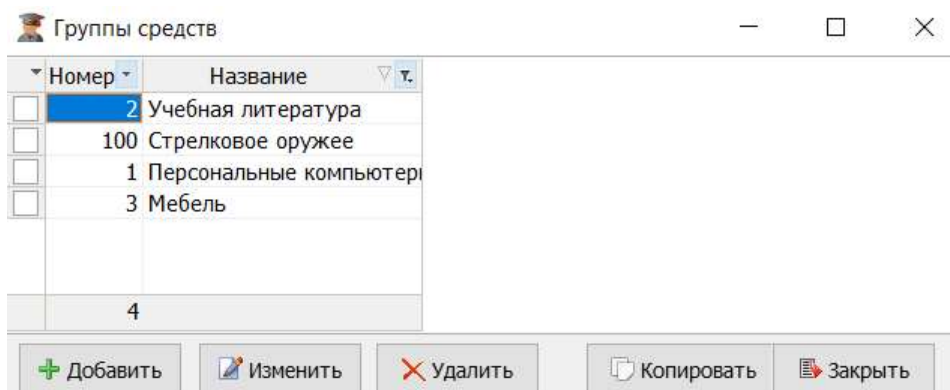 Группы средств
Номер Название
2 Учебная литература
100 Стрелковое оружее
1 Персональные компьютеры
3 Мебель
4
Добавить Изменить Удалить Копировать Закрыть